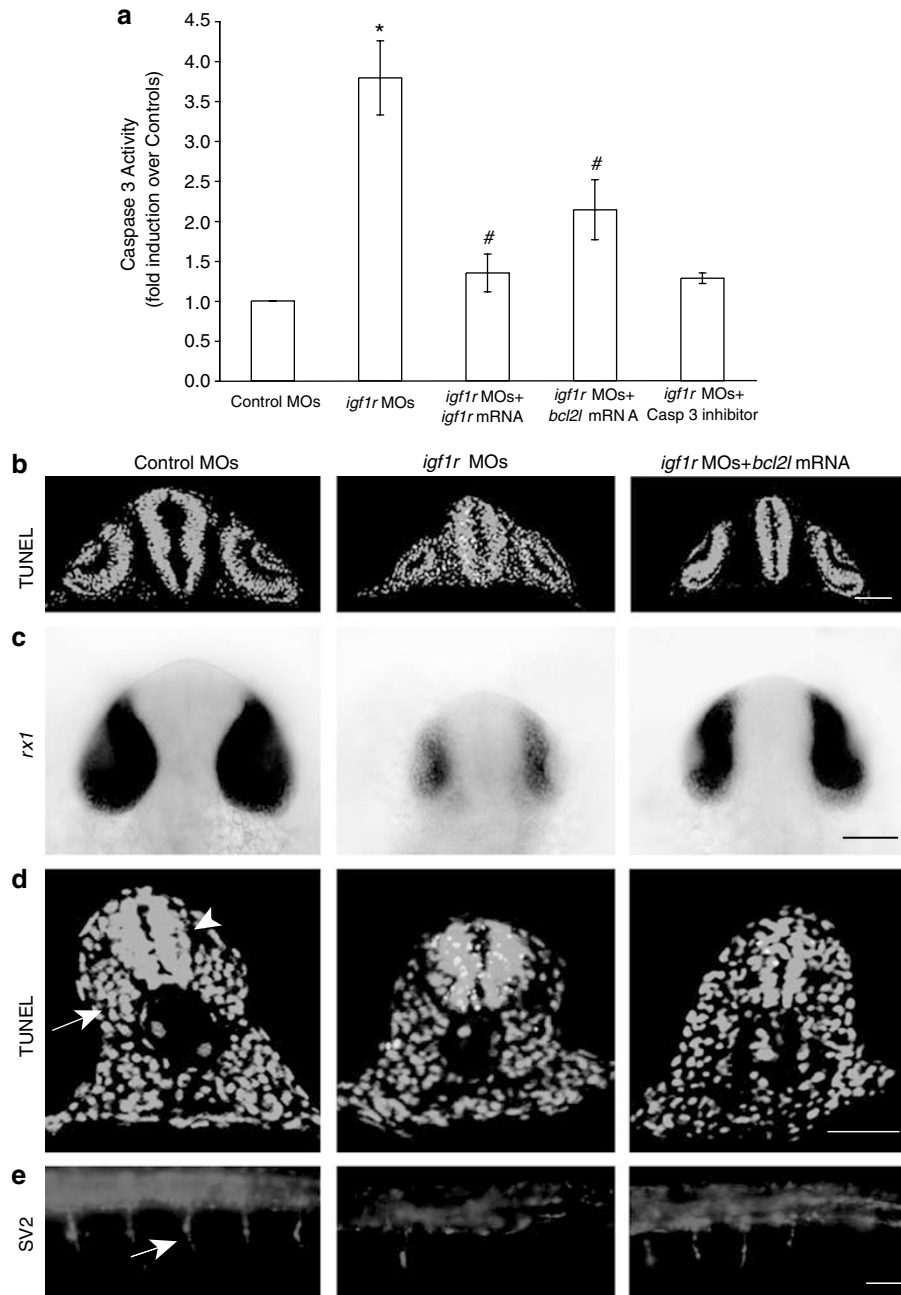 a
Caspase 3 Activity
(fold induction over Controls)
4.5
4.0
3.5
3.0
2.5
2.0
1.5
1.0
0.5
0.0
*
#
#
Control MOs
igf1r MOs
igf1r MOs+
igf1r mRNA
igf1r MOs+
bcl2l mRN A
igf1r MOs+
Casp 3 inhibitor
b
Control MOs
igf1r MOs
igf1r MOs+bcl2l mRNA
TUNEL
c
rx1
d
TUNEL
e
SV2